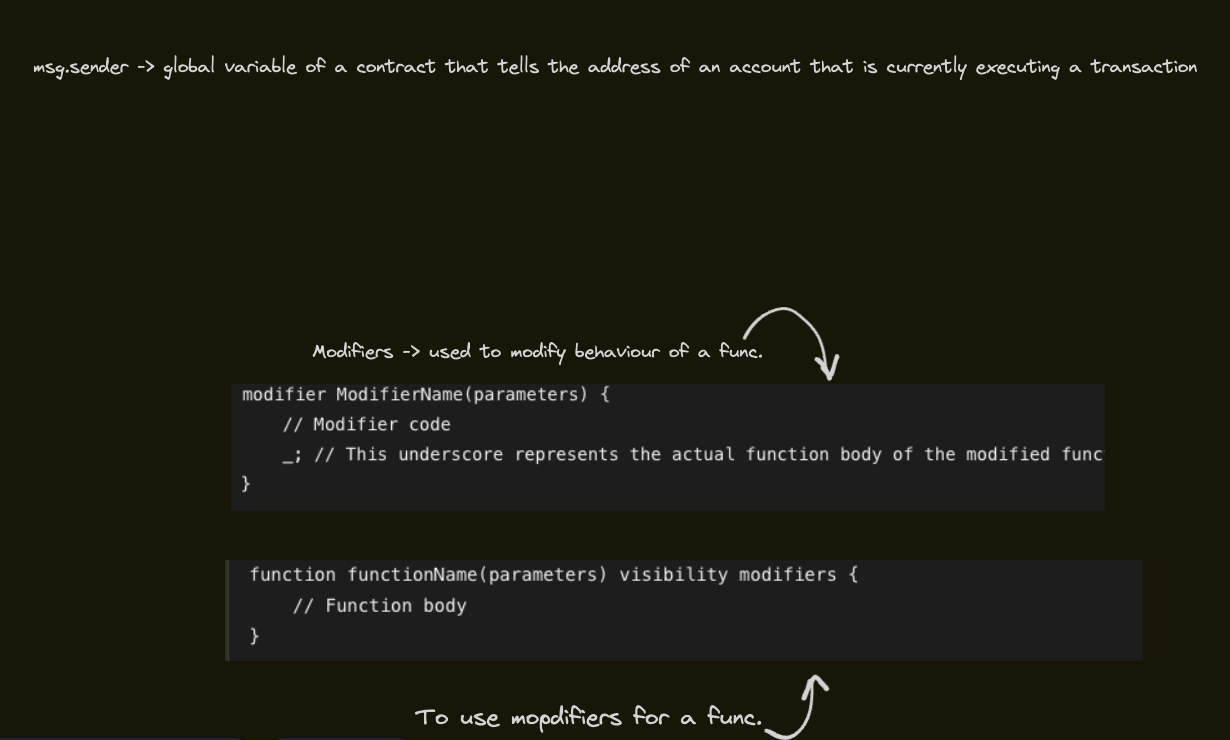 msg.sender -> global variable of a contract that tells the address of an account that is currently executing a transaction
Modifiers -> used to modify behaviour of a func.
modifier ModifierName(parameters) {
// Modifier code
_; // This underscore represents the actual function body of the modified func
}
function functionName(parameters) visibility modifiers {
// Function body
}
To use mopdifiers for a func.